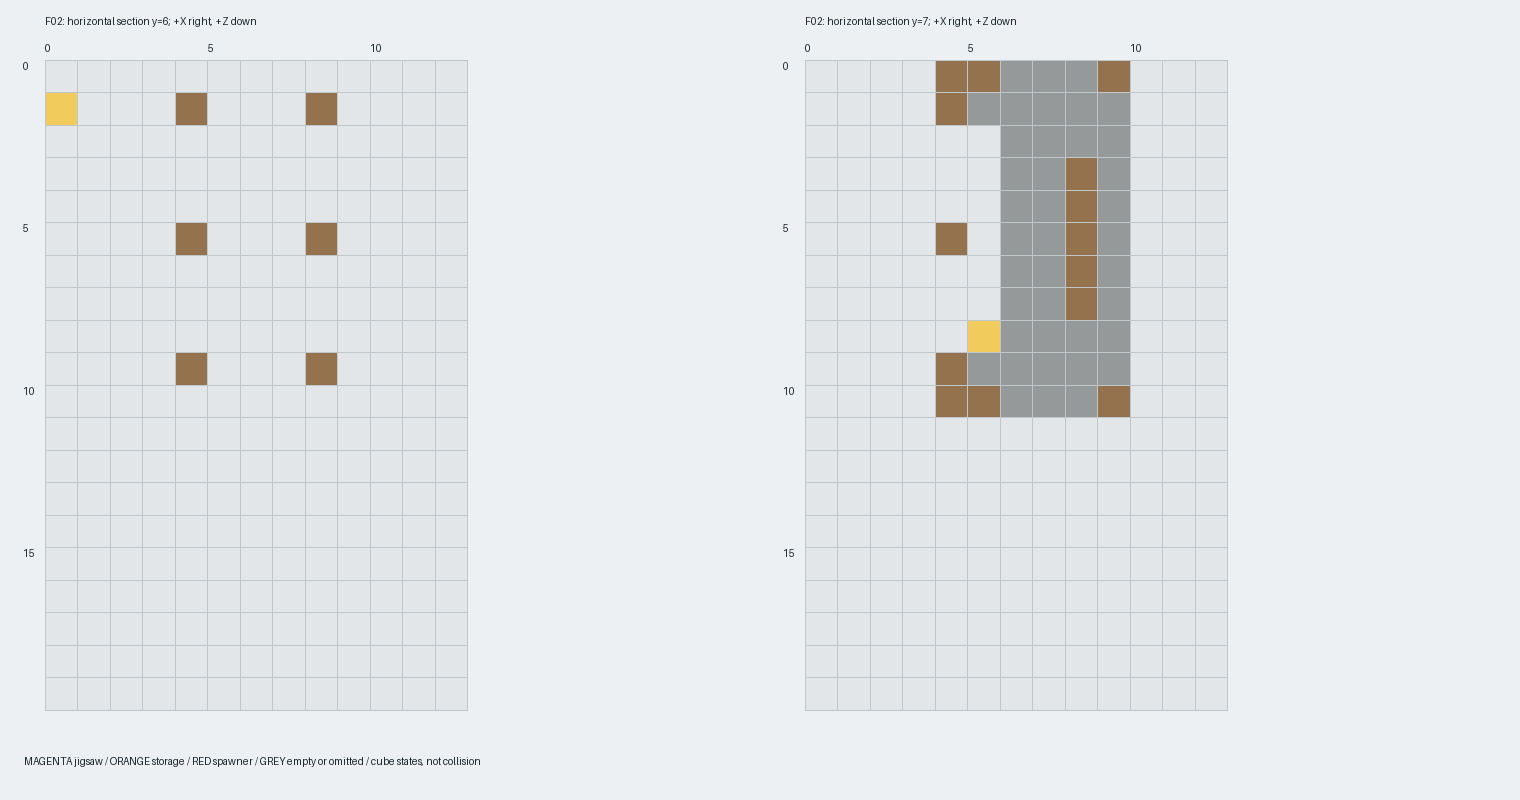 F02: horizontal section y=6; +X right, +Z down
F02: horizontal section y=7; +X right, +Z down
0 5 10
0 5 10
0
0
5
5
10
10
15
15
MAGENTA jigsaw / ORANGE storage / RED spawner / GREY empty or omitted / cube states, not collision